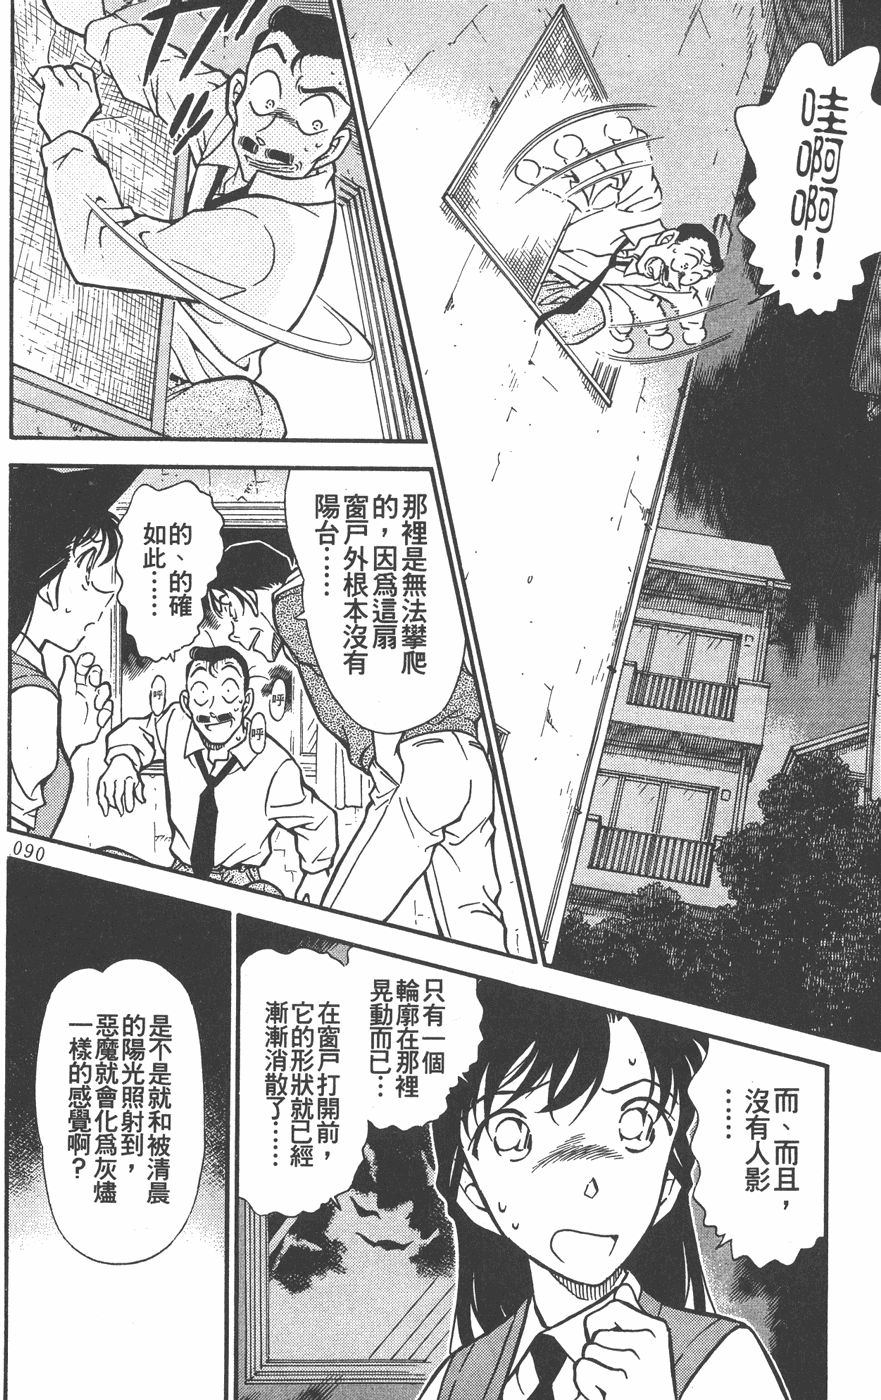 哇啊啊!!
那裡是無法攀爬
的，因為這扇
窗戶外根本沒有
陽台……
的、的確
如此……
呼
呼
呼
090
而、而且，
沒有人影
……
只有一個
輪廓在那裡
晃動而已…
在窗戶打開前，
它的形狀就已經
漸漸消散了……
是不是就和被清晨
的陽光照射到，
惡魔就會化為灰燼
一樣的感覺啊？